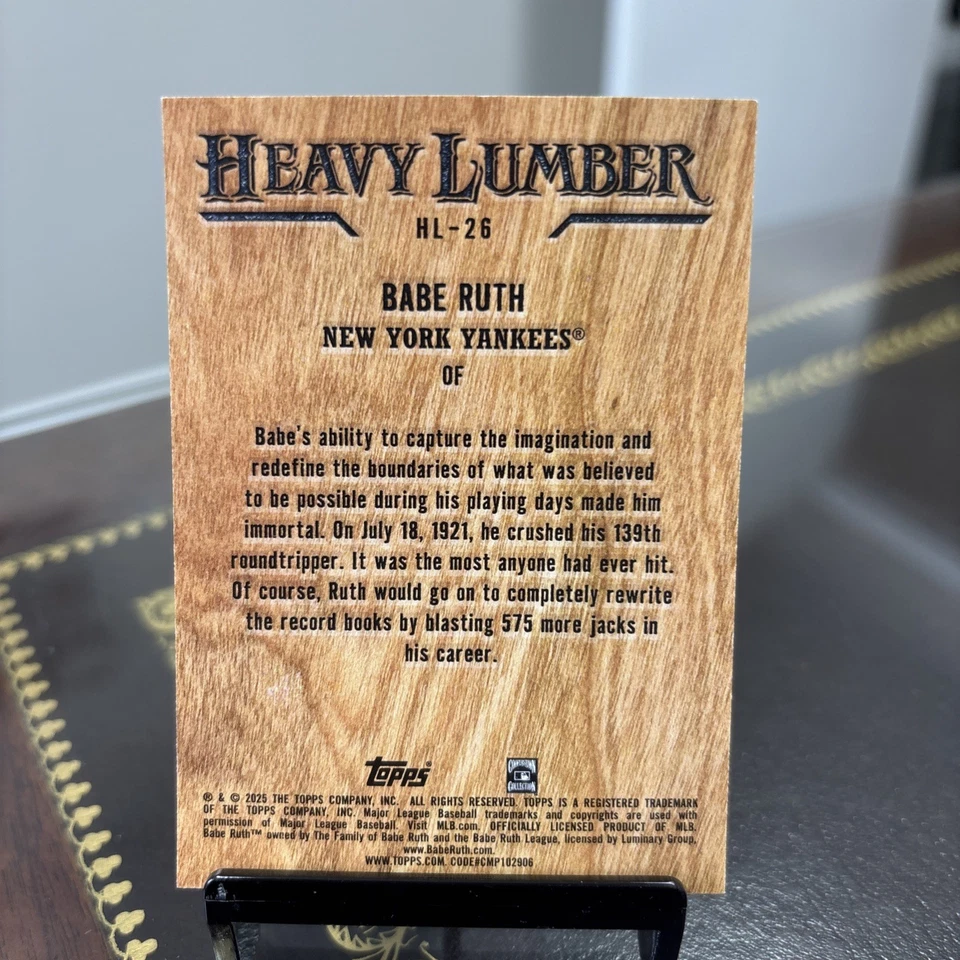 HEAVY LUMBER
HL-26
BABE RUTH
NEW YORK YANKEES®
OF
Babe's ability to capture the imagination and
redefine the boundaries of what was believed
to be possible during his playing days made him
immortal. On July 18, 1921, he crushed his 139th
roundtripper. It was the most anyone had ever hit.
Of course, Ruth would go on to completely rewrite
the record books by blasting 575 more jacks in
his career.
Topps®
COOPERSTOWN
COLLECTION
® & © 2025 THE TOPPS COMPANY, INC. ALL RIGHTS RESERVED. TOPPS IS A REGISTERED TRADEMARK
OF THE TOPPS COMPANY, INC. Major League Baseball trademarks and copyrights are used with
permission of Major League Baseball. Visit MLB.com. OFFICIALLY LICENSED PRODUCT OF MLB.
Babe Ruth™ owned by The Family of Babe Ruth and the Babe Ruth League, licensed by Luminary Group,
www.BabeRuth.com.
WWW.TOPPS.COM. CODE#CMP102906